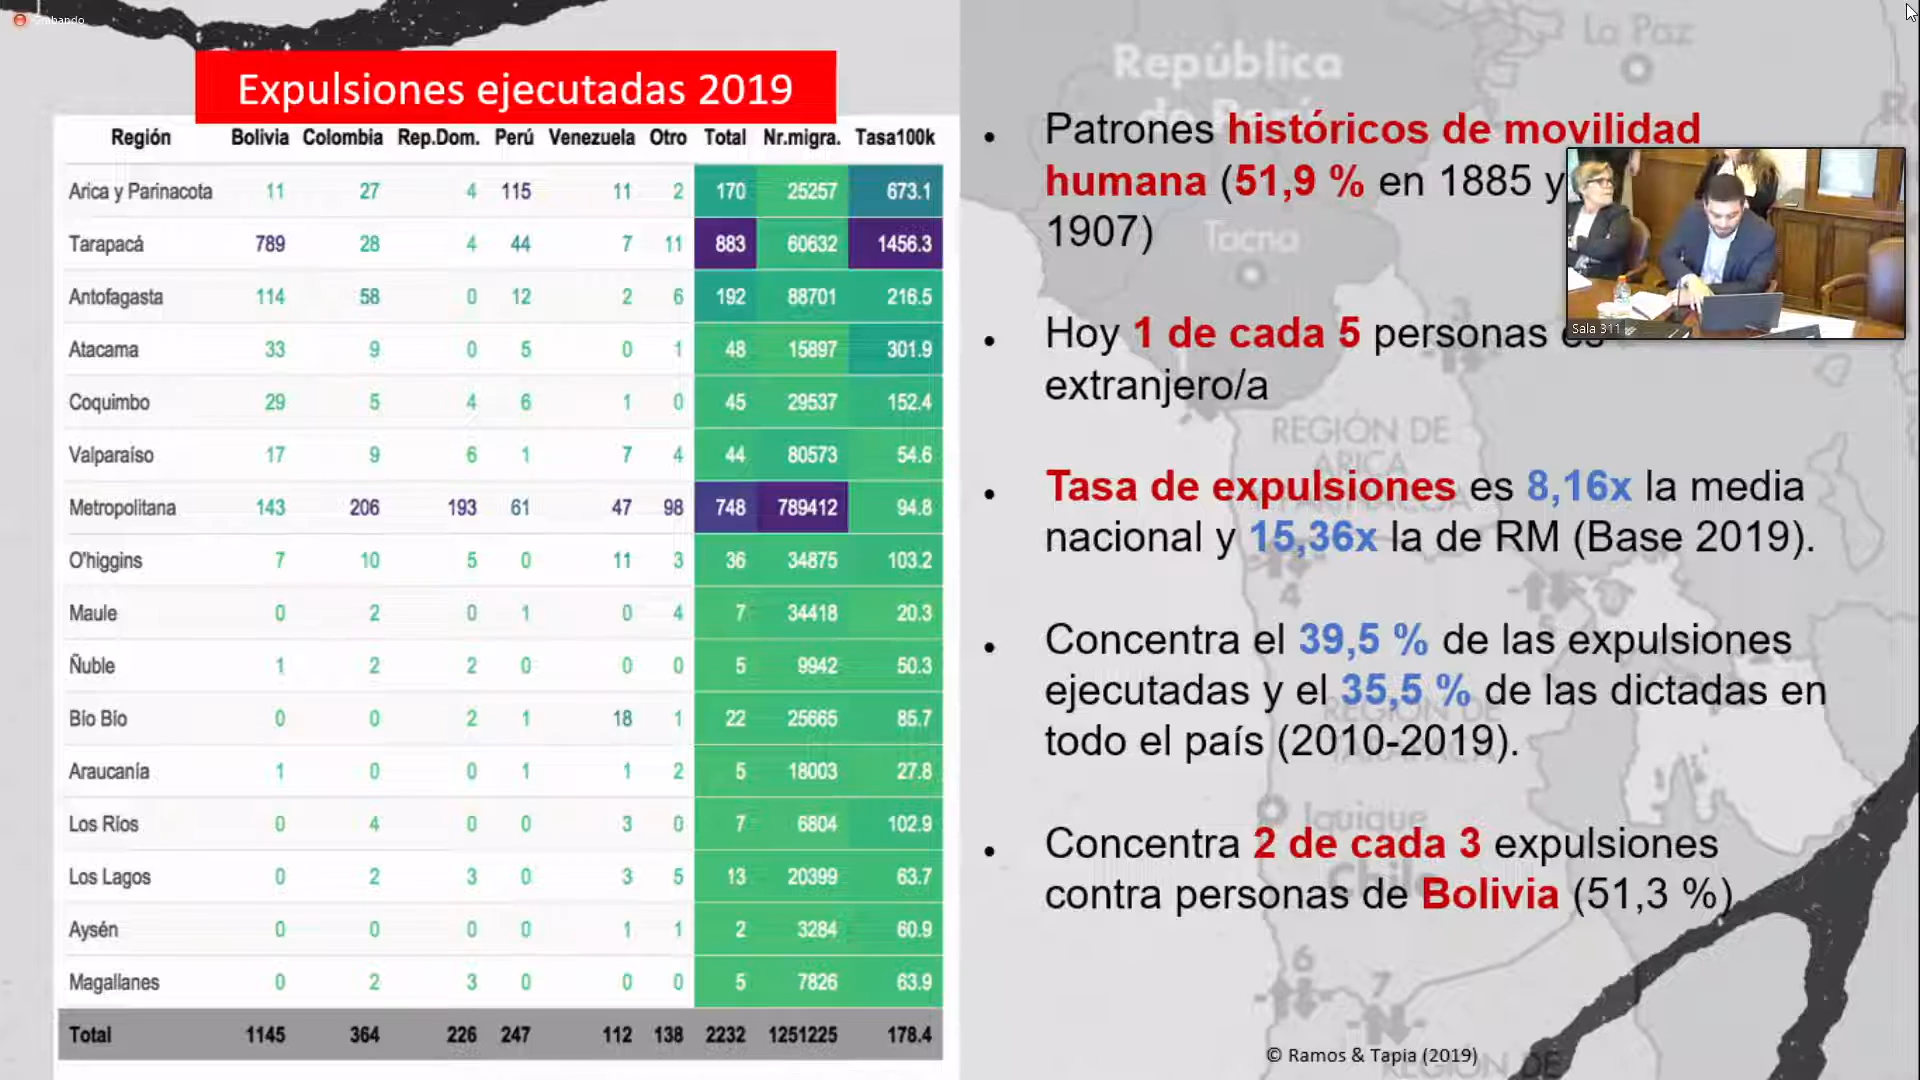 Grabando
Expulsiones ejecutadas 2019
Región Bolivia Colombia Rep.Dom. Perú Venezuela Otro Total Nr.migra. Tasa100k
Arica y Parinacota 11 27 4 115 11 2 170 25257 673.1
Tarapacá 789 28 4 44 7 11 883 60632 1456.3
Antofagasta 114 58 0 12 2 6 192 88701 216.5
Atacama 33 9 0 5 0 1 48 15897 301.9
Coquimbo 29 5 4 6 1 0 45 29537 152.4
Valparaíso 17 9 6 1 7 4 44 80573 54.6
Metropolitana 143 206 193 61 47 98 748 789412 94.8
O'higgins 7 10 5 0 11 3 36 34875 103.2
Maule 0 2 0 1 0 4 7 34418 20.3
Ñuble 1 2 2 0 0 0 5 9942 50.3
Bío Bío 0 0 2 1 18 1 22 25665 85.7
Araucanía 1 0 0 1 1 2 5 18003 27.8
Los Ríos 0 4 0 0 3 0 7 6804 102.9
Los Lagos 0 2 3 0 3 5 13 20399 63.7
Aysén 0 0 0 0 1 1 2 3284 60.9
Magallanes 0 2 3 0 0 0 5 7826 63.9
Total 1145 364 226 247 112 138 2232 1251225 178.4
La Paz
República
de Perú
Tacna
REGIÓN DE
ARICA
Iquique
Chile
3
4
6
7
REGIÓN DE
• Patrones históricos de movilidad
humana (51,9 % en 1885 y
1907)
• Hoy 1 de cada 5 personas es
extranjero/a
• Tasa de expulsiones es 8,16x la media
nacional y 15,36x la de RM (Base 2019).
• Concentra el 39,5 % de las expulsiones
ejecutadas y el 35,5 % de las dictadas en
todo el país (2010-2019).
• Concentra 2 de cada 3 expulsiones
contra personas de Bolivia (51,3 %)
Sala 311
© Ramos & Tapia (2019)